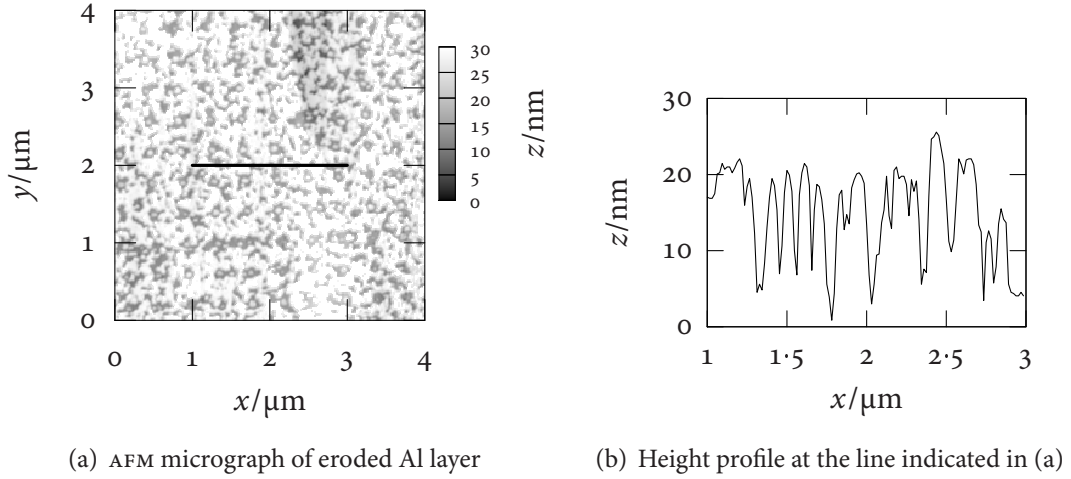 4
3
2
1
0
y/μm
0 1 2 3 4
x/μm
30
25
20
15
10
5
0
z/nm
30
20
10
0
z/nm
1 1·5 2 2·5 3
x/μm
(a) AFM micrograph of eroded Al layer
(b) Height profile at the line indicated in (a)